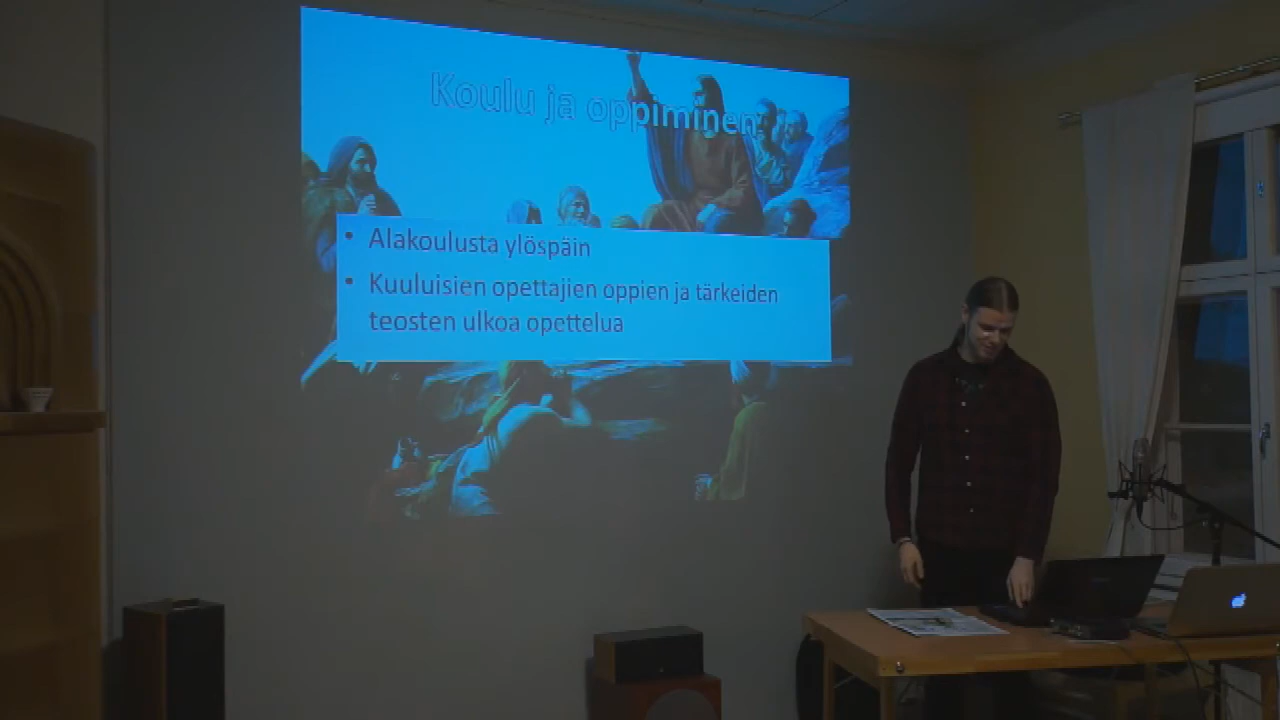 Koulu ja oppiminen
• Alakoulusta ylöspäin
• Kuuluisien opettajien oppien ja tärkeiden
teosten ulkoa opettelua